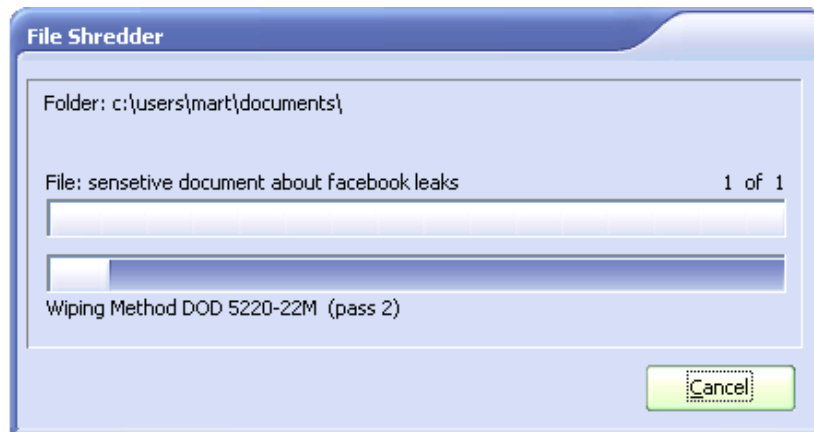 File Shredder
Folder: c:\users\mart\documents\
File: sensetive document about facebook leaks 1 of 1
Wiping Method DOD 5220-22M (pass 2)
Cancel